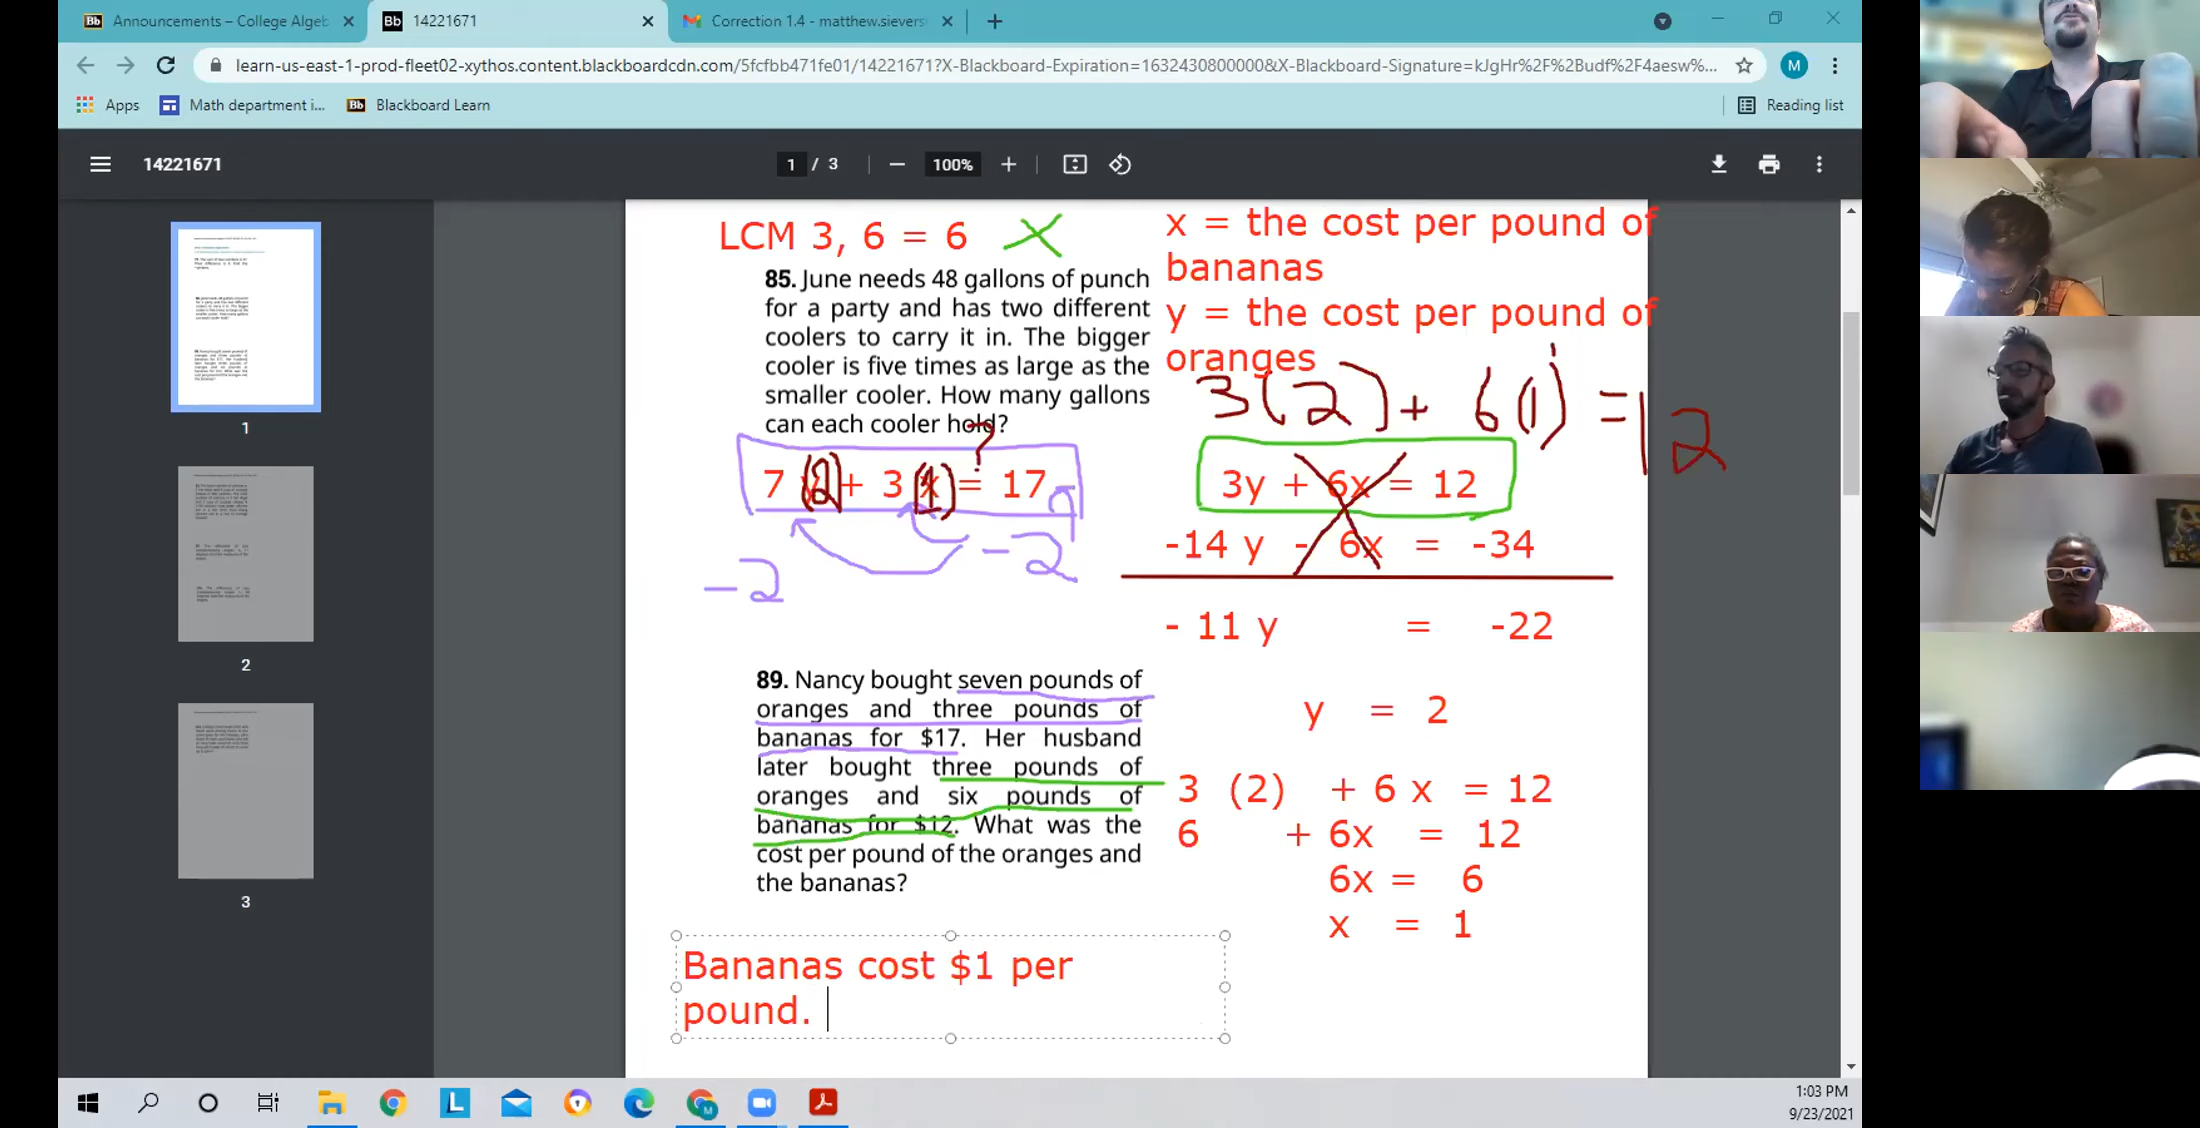 Announcements – College Algeb
14221671
Correction 1.4 - matthew.sievers
learn-us-east-1-prod-fleet02-xythos.content.blackboardcdn.com/5fcfbb471fe01/14221671?X-Blackboard-Expiration=1632430800000&X-Blackboard-Signature=kJgHr%2F%2Budf%2F4aesw%...
M
Apps
Math department i...
Bb
Blackboard Learn
Reading list
14221671
1 / 3
100%
1
2
3
LCM 3, 6 = 6 X
x = the cost per pound of
bananas
y = the cost per pound of
oranges
85. June needs 48 gallons of punch
for a party and has two different
coolers to carry it in. The bigger
cooler is five times as large as the
smaller cooler. How many gallons
can each cooler hold?
3(2) + 6(1) = 12
?
7 (2) + 3 (1) = 17
-2
-2
3y + 6x = 12
-14 y - 6x = -34
- 11 y = -22
y = 2
89. Nancy bought seven pounds of
oranges and three pounds of
bananas for $17. Her husband
later bought three pounds of
oranges and six pounds of
bananas for $12. What was the
cost per pound of the oranges and
the bananas?
3 (2) + 6 x = 12
6 + 6x = 12
6x = 6
x = 1
Bananas cost $1 per
pound.
1:03 PM
9/23/2021